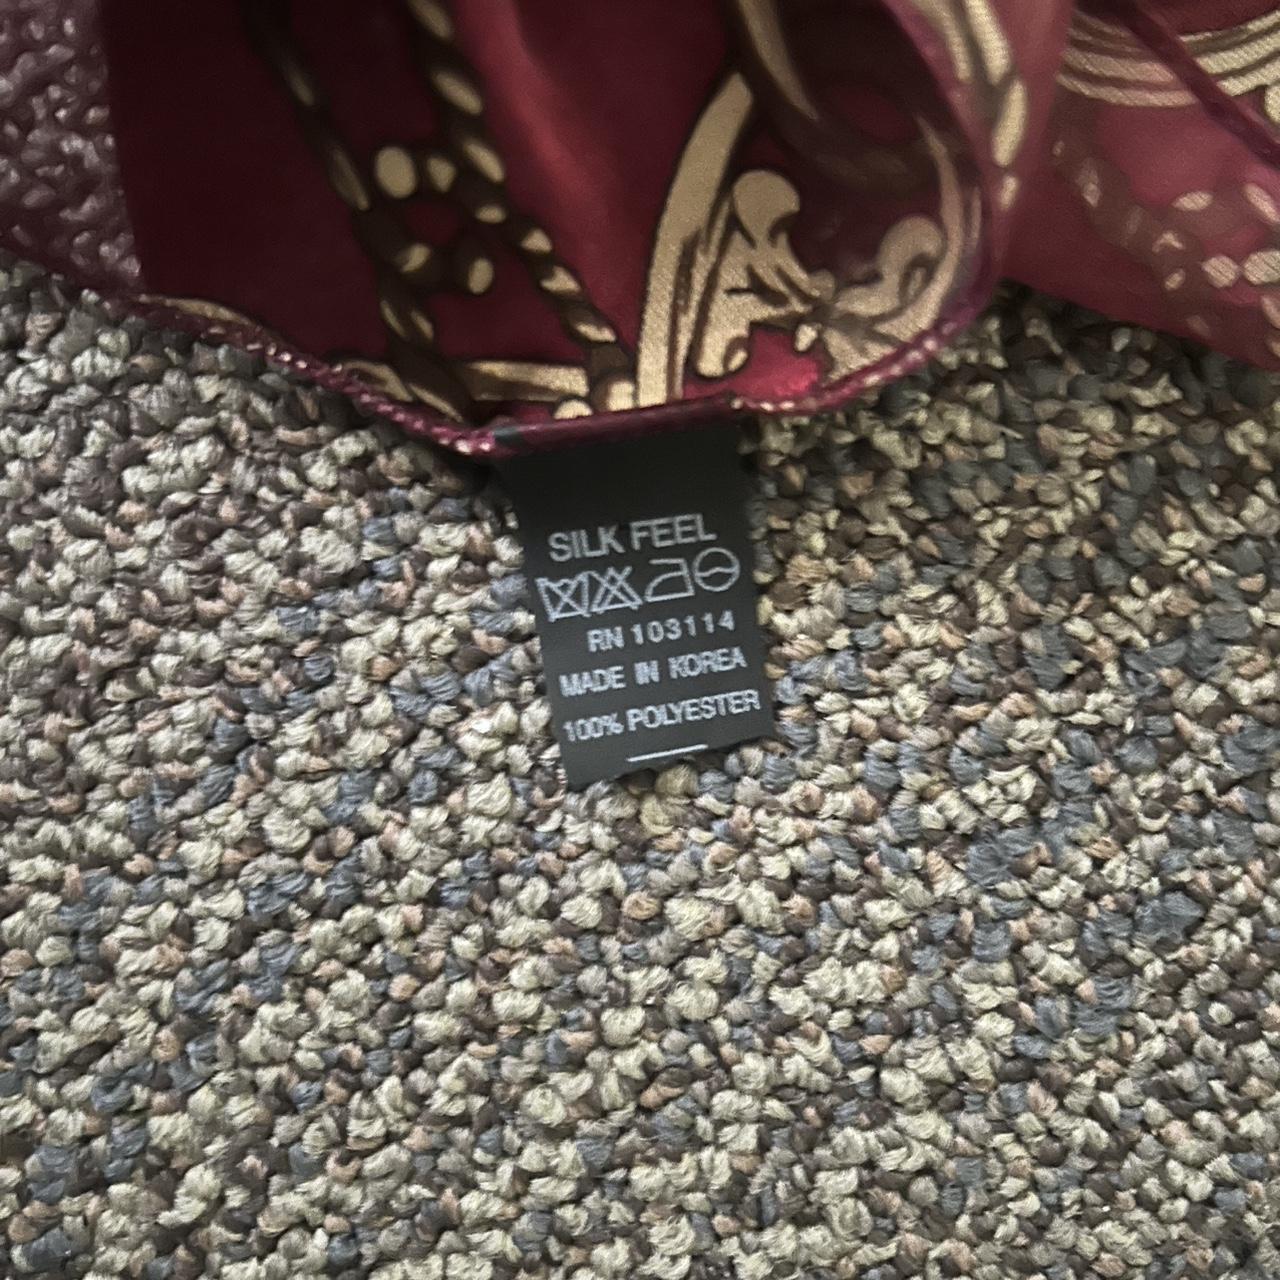 SILK FEEL
RN 103114
MADE IN KOREA
100% POLYESTER